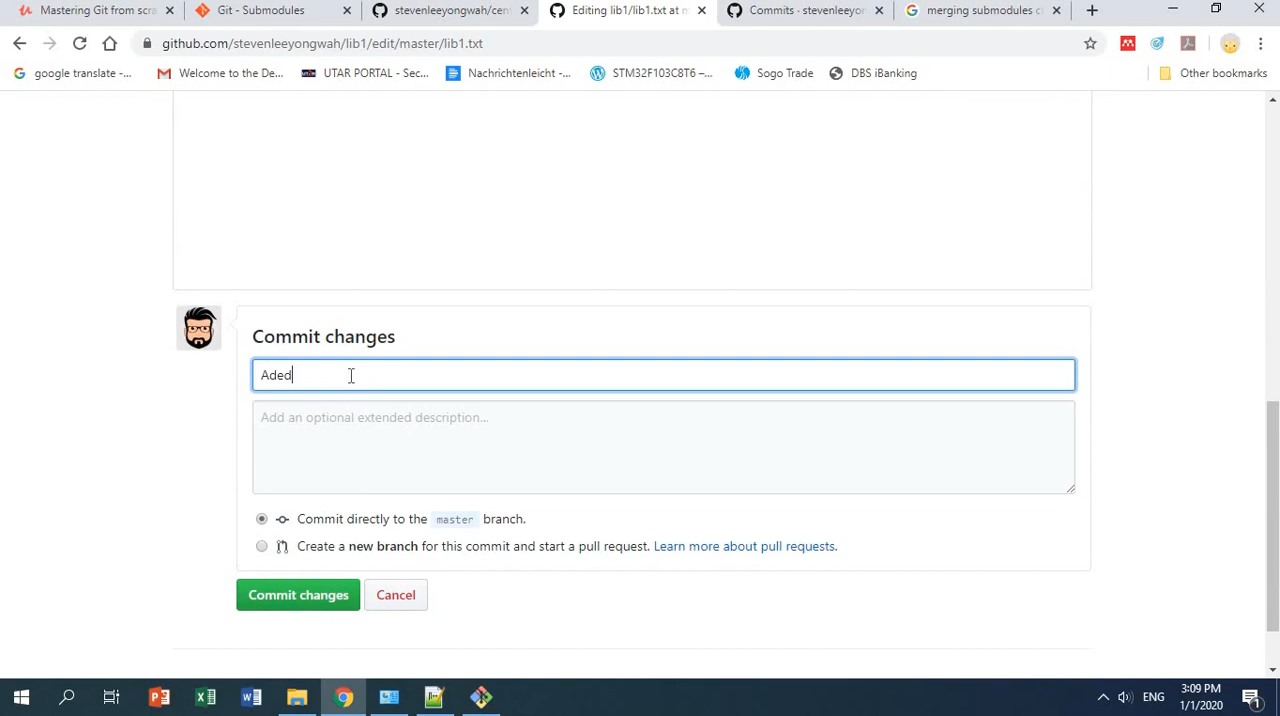 Mastering Git from scra
Git - Submodules
stevenleeyongwah/cen
Editing lib1/lib1.txt at m
Commits · stevenleeyon
merging submodules c
github.com/stevenleeyongwah/lib1/edit/master/lib1.txt
google translate -...
Welcome to the De...
UTAR PORTAL - Sec...
Nachrichtenleicht -...
STM32F103C8T6 –...
Sogo Trade
DBS iBanking
Other bookmarks
Commit changes
Aded
Add an optional extended description...
Commit directly to the master branch.
Create a new branch for this commit and start a pull request. Learn more about pull requests.
Commit changes
Cancel
ENG
3:09 PM
1/1/2020